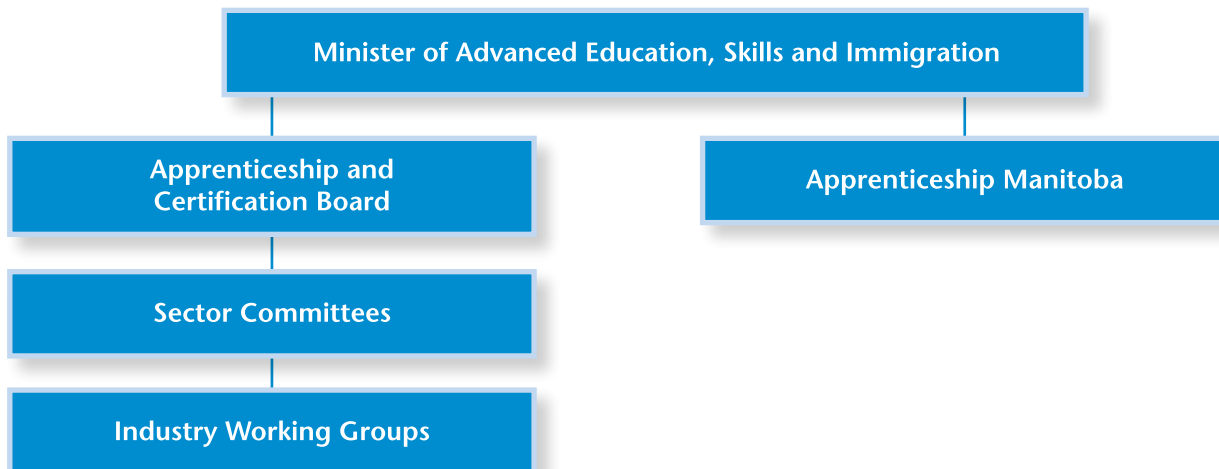 Minister of Advanced Education, Skills and Immigration
Apprenticeship and
Certification Board
Apprenticeship Manitoba
Sector Committees
Industry Working Groups